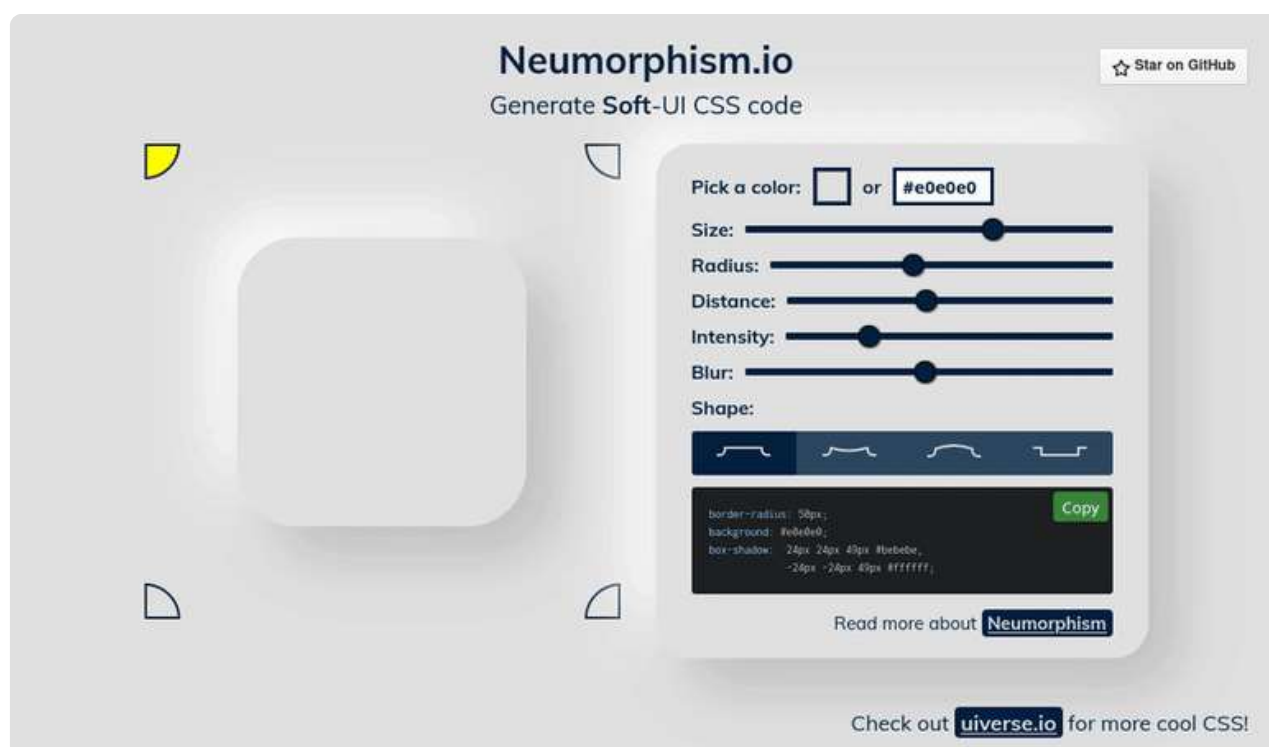 Neumorphism.io
Star on GitHub
Generate Soft-UI CSS code
Pick a color: or #e0e0e0
Size:
Radius:
Distance:
Intensity:
Blur:
Shape:
Copy
border-radius: 50px;
background: #e0e0e0;
box-shadow: 24px 24px 49px #bebebe,
-24px -24px 49px #ffffff;
Read more about Neumorphism
Check out uiverse.io for more cool CSS!